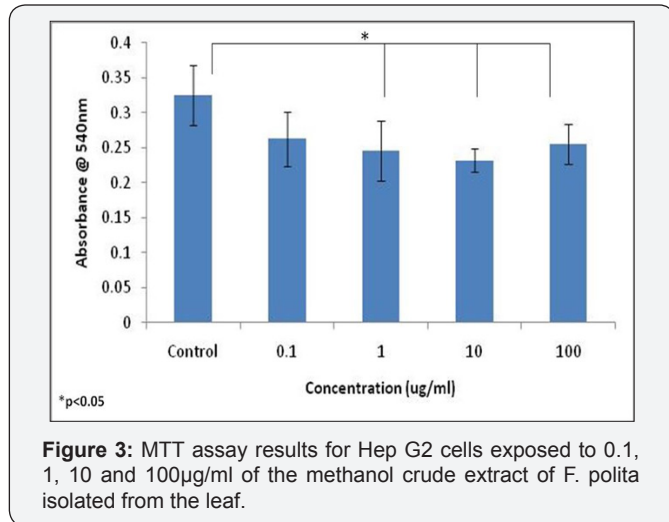 *
0.4
0.35
0.3
0.25
0.2
0.15
0.1
0.05
0
Absorbance @ 540nm
Control 0.1 1 10 100
Concentration (ug/ml)
*p<0.05
Figure 3: MTT assay results for Hep G2 cells exposed to 0.1,
1, 10 and 100µg/ml of the methanol crude extract of F. polita
isolated from the leaf.